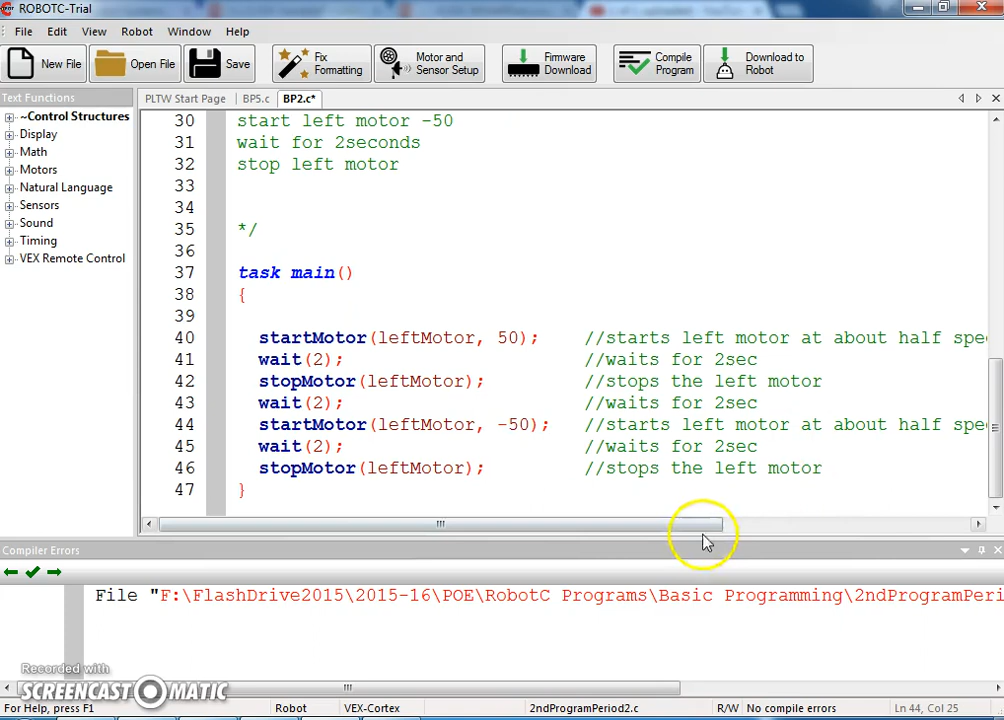 ROBOTC-Trial
File Edit View Robot Window Help
New File Open File Save Fix Formatting Motor and Sensor Setup Firmware Download Compile Program Download to Robot
Text Functions
PLTW Start Page BP5.c BP2.c*
~Control Structures
Display
Math
Motors
Natural Language
Sensors
Sound
Timing
VEX Remote Control
30 start left motor -50
31 wait for 2seconds
32 stop left motor
33
34
35 */
36
37 task main()
38 {
39
40 startMotor(leftMotor, 50); //starts left motor at about half spe
41 wait(2); //waits for 2sec
42 stopMotor(leftMotor); //stops the left motor
43 wait(2); //waits for 2sec
44 startMotor(leftMotor, -50); //starts left motor at about half spe
45 wait(2); //waits for 2sec
46 stopMotor(leftMotor); //stops the left motor
47 }
Compiler Errors
File "F:\FlashDrive2015\2015-16\POE\RobotC Programs\Basic Programming\2ndProgramPeri
Recorded with
SCREENCAST MATIC
For Help, press F1 Robot VEX-Cortex 2ndProgramPeriod2.c R/W No compile errors Ln 44, Col 25